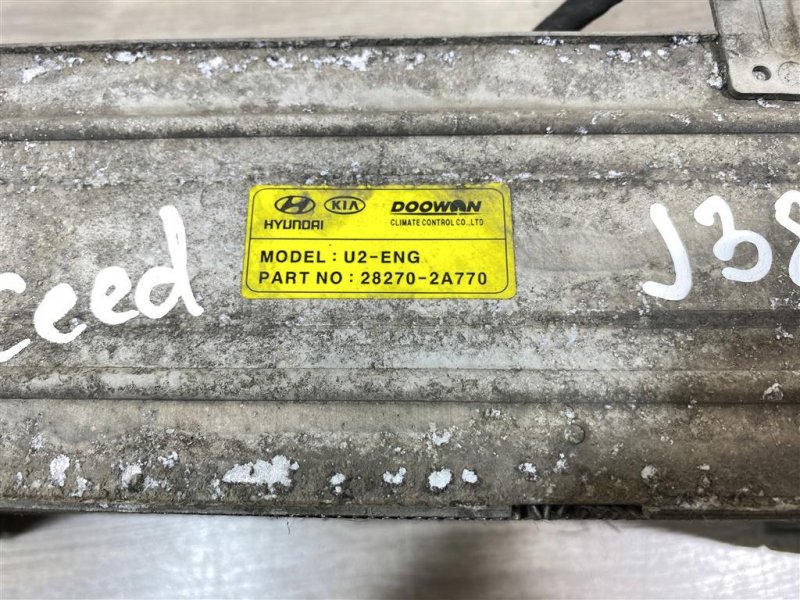 HYUNDAI KIA DOOWON
CLIMATE CONTROL CO.,LTD
MODEL : U2-ENG
PART NO : 28270-2A770
ceed
J38